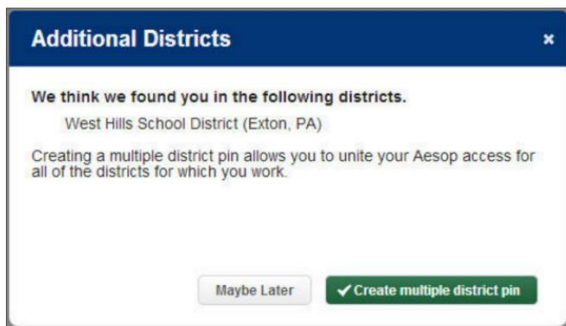 Additional Districts
We think we found you in the following districts.
West Hills School District (Exton, PA)
Creating a multiple district pin allows you to unite your Aesop access for
all of the districts for which you work.
Maybe Later
Create multiple district pin